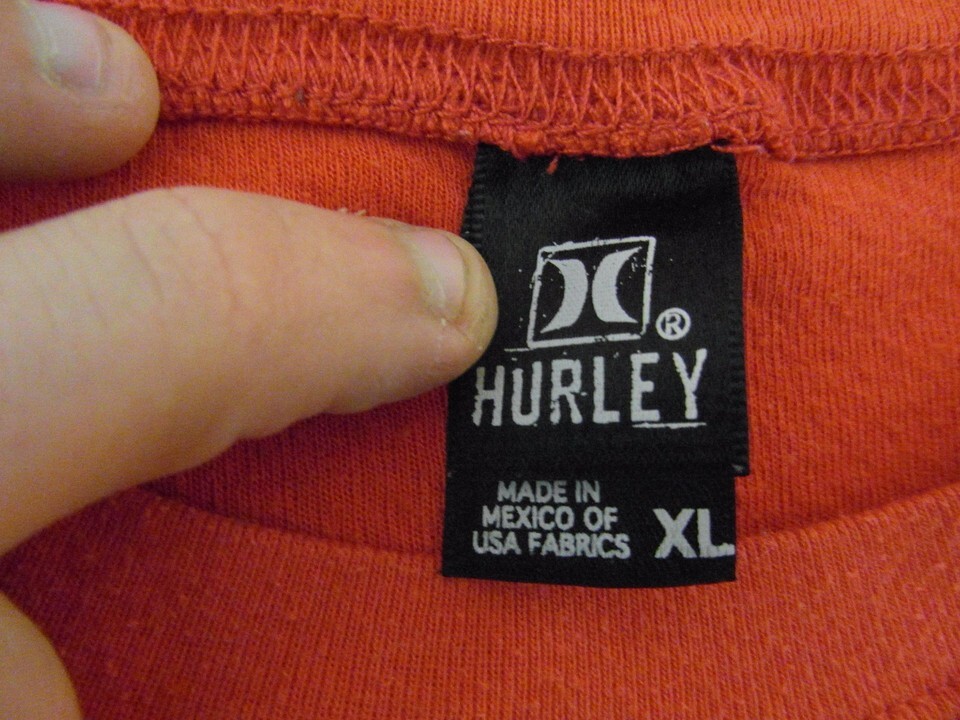 ®
HURLEY
MADE IN
MEXICO OF
USA FABRICS
XL